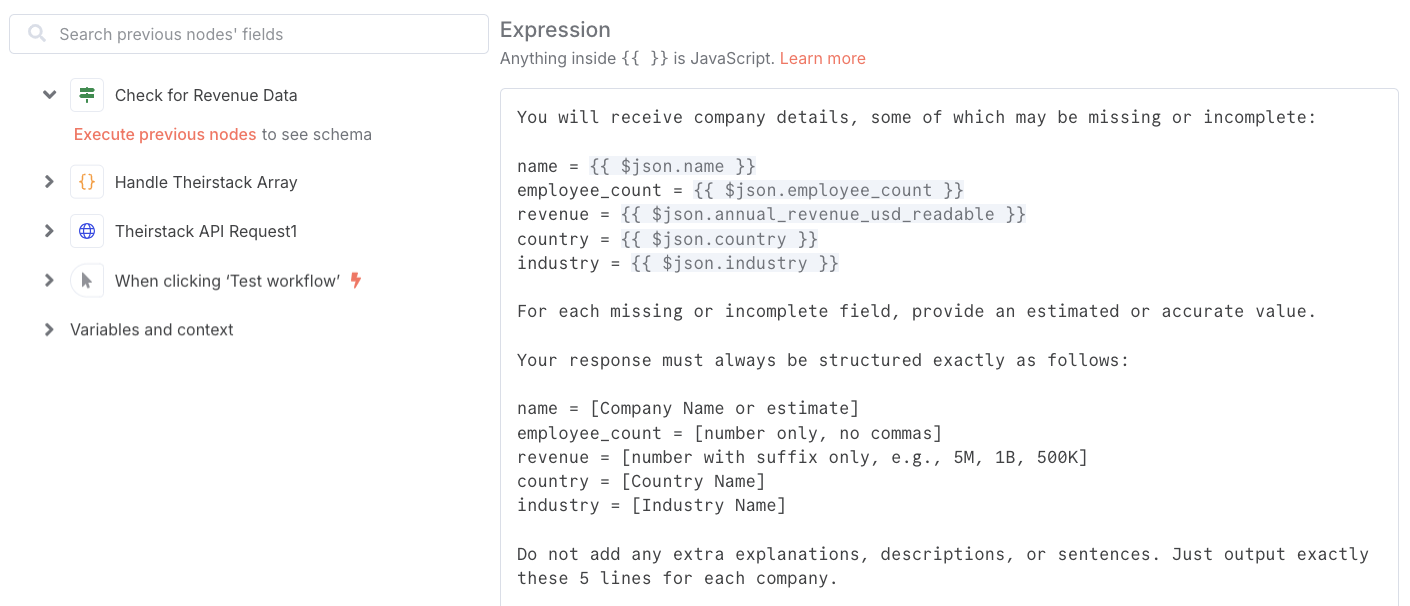 Search previous nodes' fields
Check for Revenue Data
Execute previous nodes to see schema
Handle Theirstack Array
Theirstack API Request1
When clicking ‘Test workflow’
Variables and context
Expression
Anything inside {{ }} is JavaScript. Learn more
You will receive company details, some of which may be missing or incomplete:
name = {{ $json.name }}
employee_count = {{ $json.employee_count }}
revenue = {{ $json.annual_revenue_usd_readable }}
country = {{ $json.country }}
industry = {{ $json.industry }}
For each missing or incomplete field, provide an estimated or accurate value.
Your response must always be structured exactly as follows:
name = [Company Name or estimate]
employee_count = [number only, no commas]
revenue = [number with suffix only, e.g., 5M, 1B, 500K]
country = [Country Name]
industry = [Industry Name]
Do not add any extra explanations, descriptions, or sentences. Just output exactly
these 5 lines for each company.